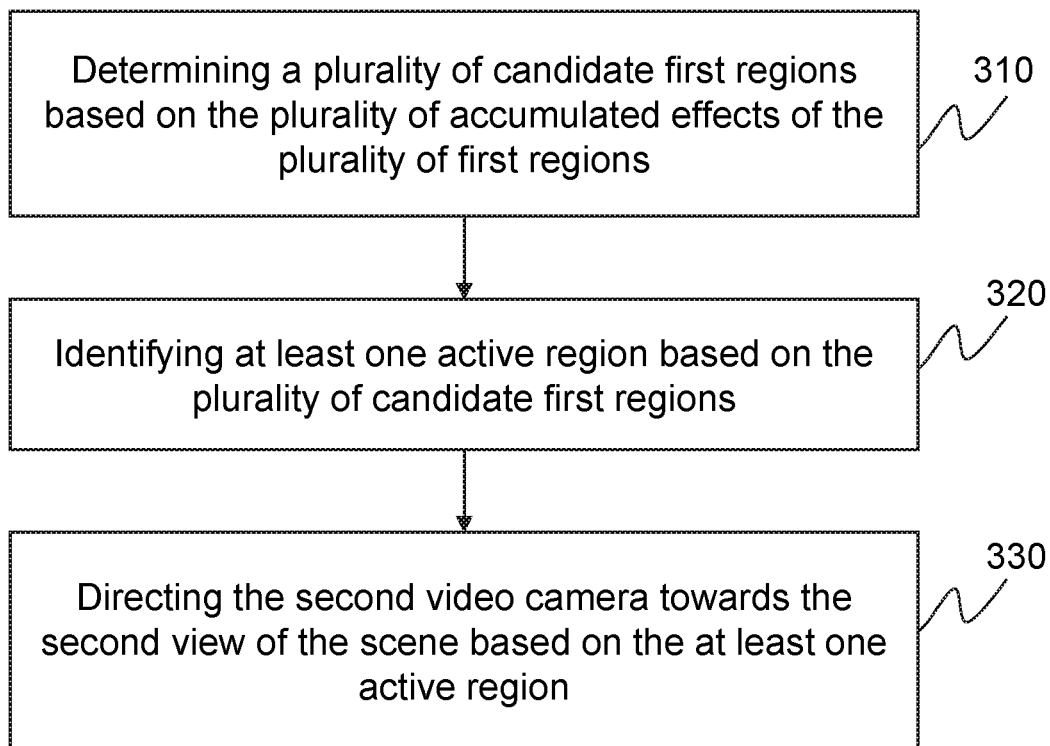 Determining a plurality of candidate first regions
based on the plurality of accumulated effects of the
plurality of first regions
310
Identifying at least one active region based on the
plurality of candidate first regions
320
Directing the second video camera towards the
second view of the scene based on the at least one
active region
330